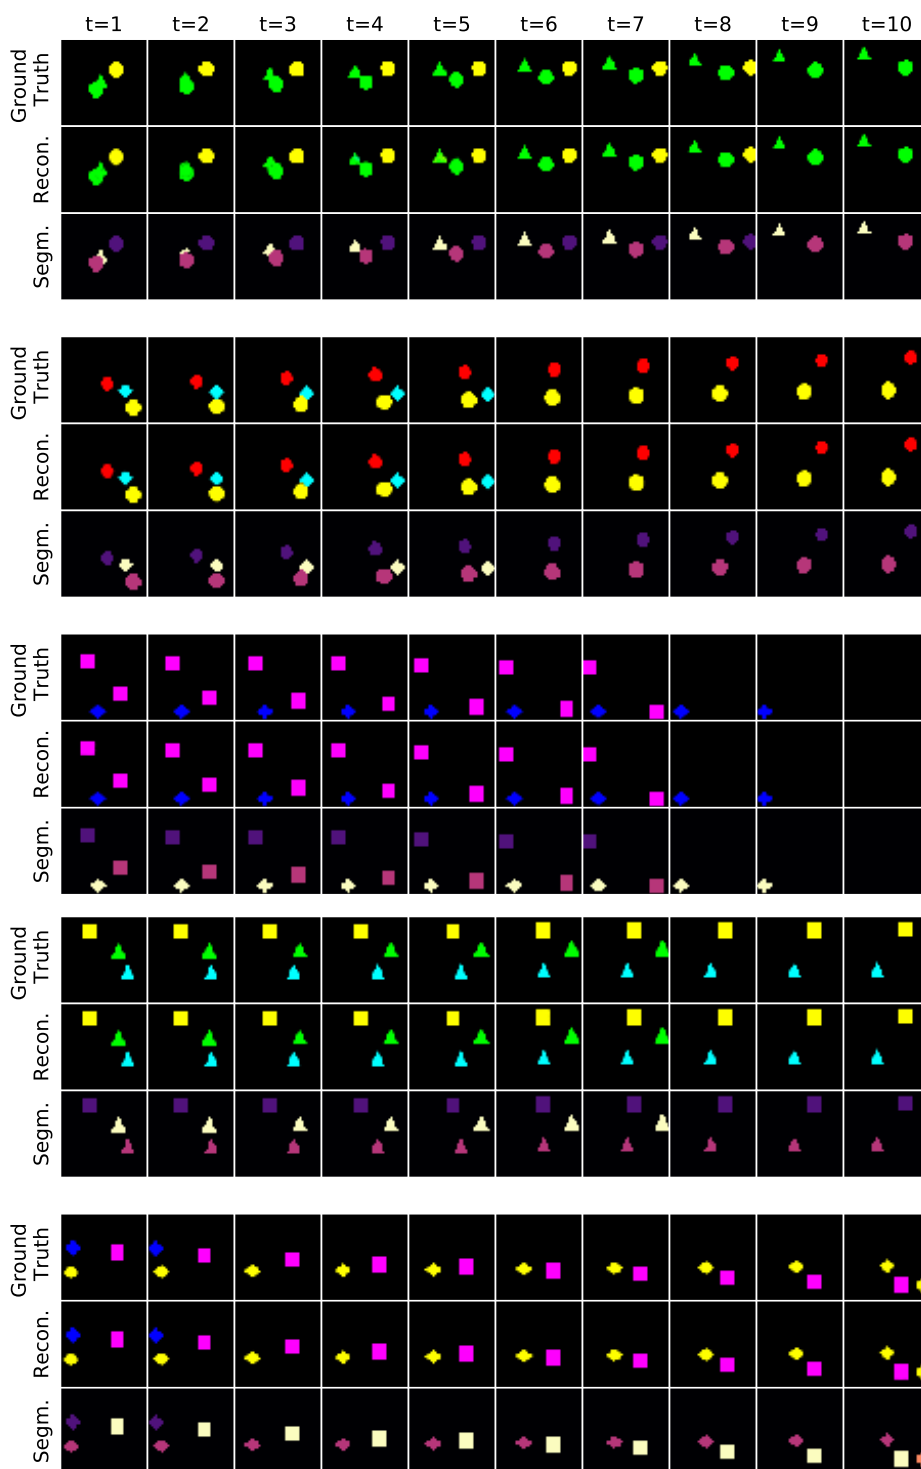 t=1 t=2 t=3 t=4 t=5 t=6 t=7 t=8 t=9 t=10
Ground
Truth
Recon.
Segm.
Ground
Truth
Recon.
Segm.
Ground
Truth
Recon.
Segm.
Ground
Truth
Recon.
Segm.
Ground
Truth
Recon.
Segm.